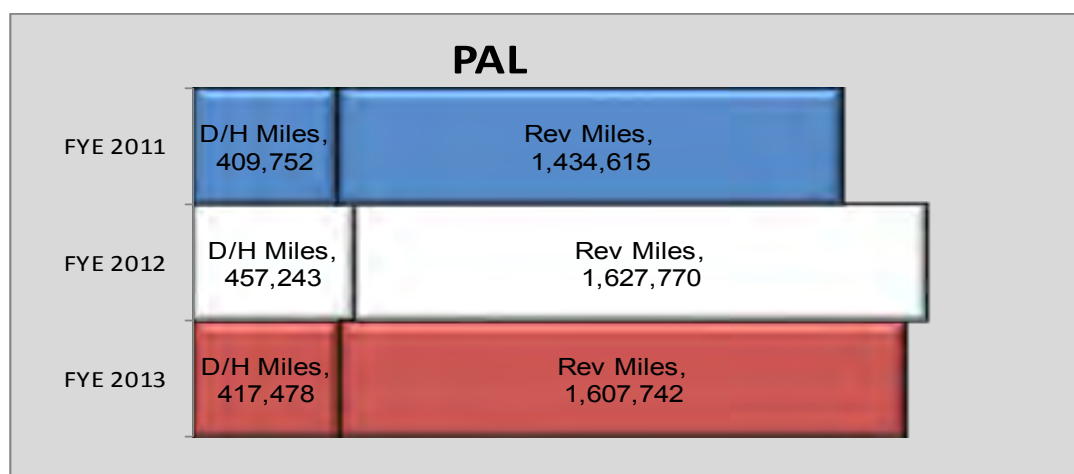 PAL
FYE 2011
D/H Miles,
409,752
Rev Miles,
1,434,615
FYE 2012
D/H Miles,
457,243
Rev Miles,
1,627,770
FYE 2013
D/H Miles,
417,478
Rev Miles,
1,607,742